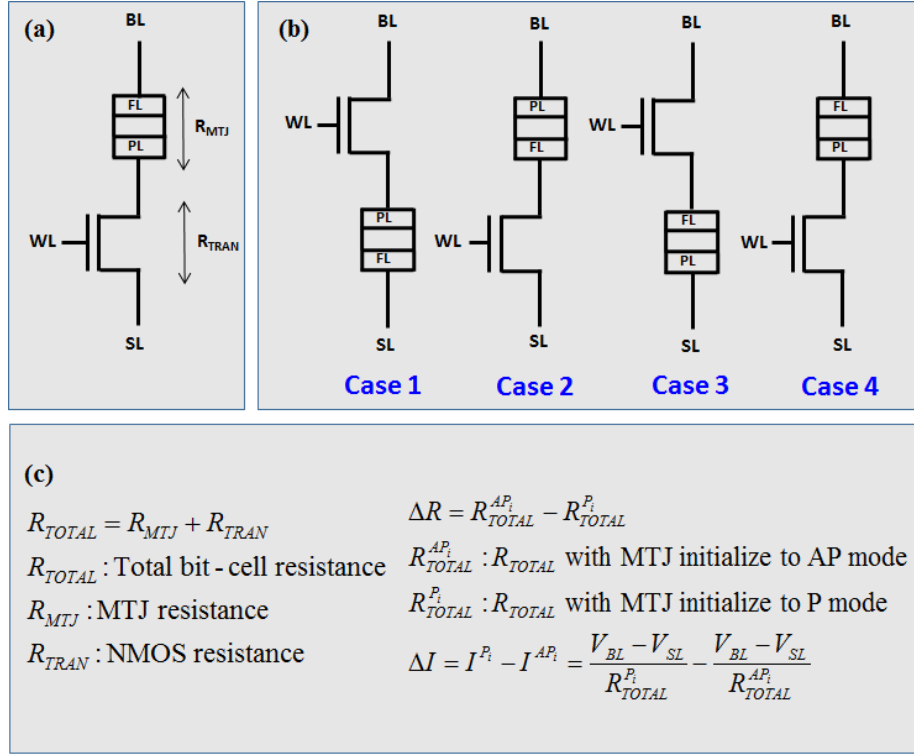 (a)
BL
FL
PL
R_MTJ
WL
R_TRAN
SL
(b)
BL
WL
PL
FL
SL
Case 1
BL
PL
FL
WL
SL
Case 2
BL
WL
FL
PL
SL
Case 3
BL
FL
PL
WL
SL
Case 4
(c)
R_TOTAL = R_MTJ + R_TRAN
R_TOTAL : Total bit - cell resistance
R_MTJ : MTJ resistance
R_TRAN : NMOS resistance
ΔR = R_TOTAL^{AP_i} − R_TOTAL^{P_i}
R_TOTAL^{AP_i} : R_TOTAL with MTJ initialize to AP mode
R_TOTAL^{P_i} : R_TOTAL with MTJ initialize to P mode
ΔI = I^{P_i} − I^{AP_i} = (V_BL − V_SL) / R_TOTAL^{P_i} − (V_BL − V_SL) / R_TOTAL^{AP_i}